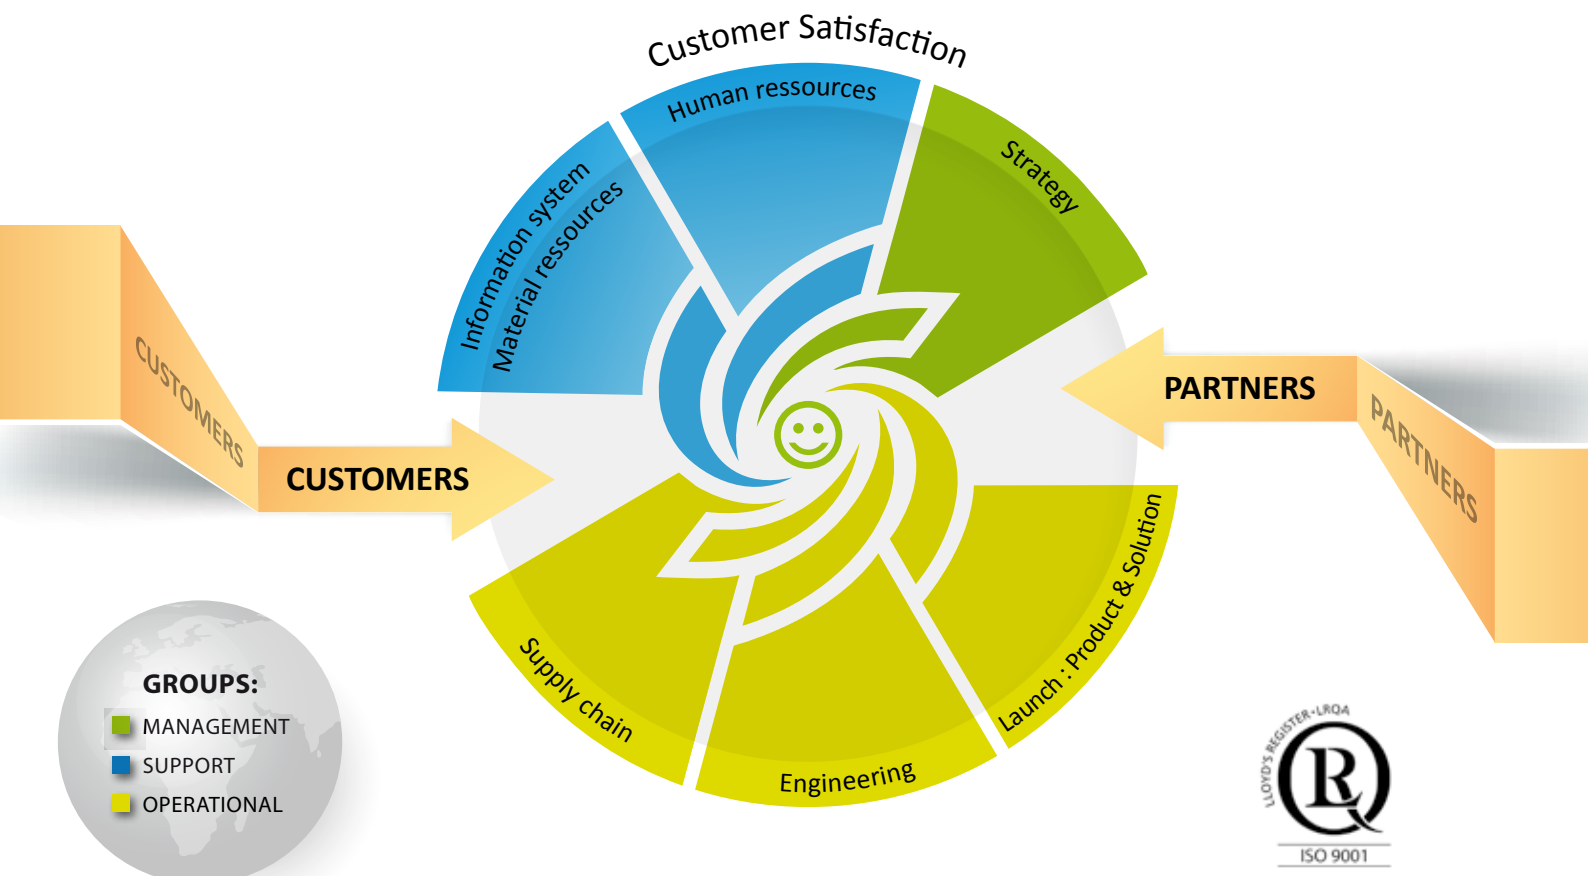 Customer Satisfaction
Human ressources
Strategy
Information system
Material ressources
CUSTOMERS
CUSTOMERS
PARTNERS
PARTNERS
Launch : Product & Solution
Supply chain
Engineering
GROUPS:
MANAGEMENT
SUPPORT
OPERATIONAL
LLOYD'S REGISTER • LRQA
LRQ
ISO 9001